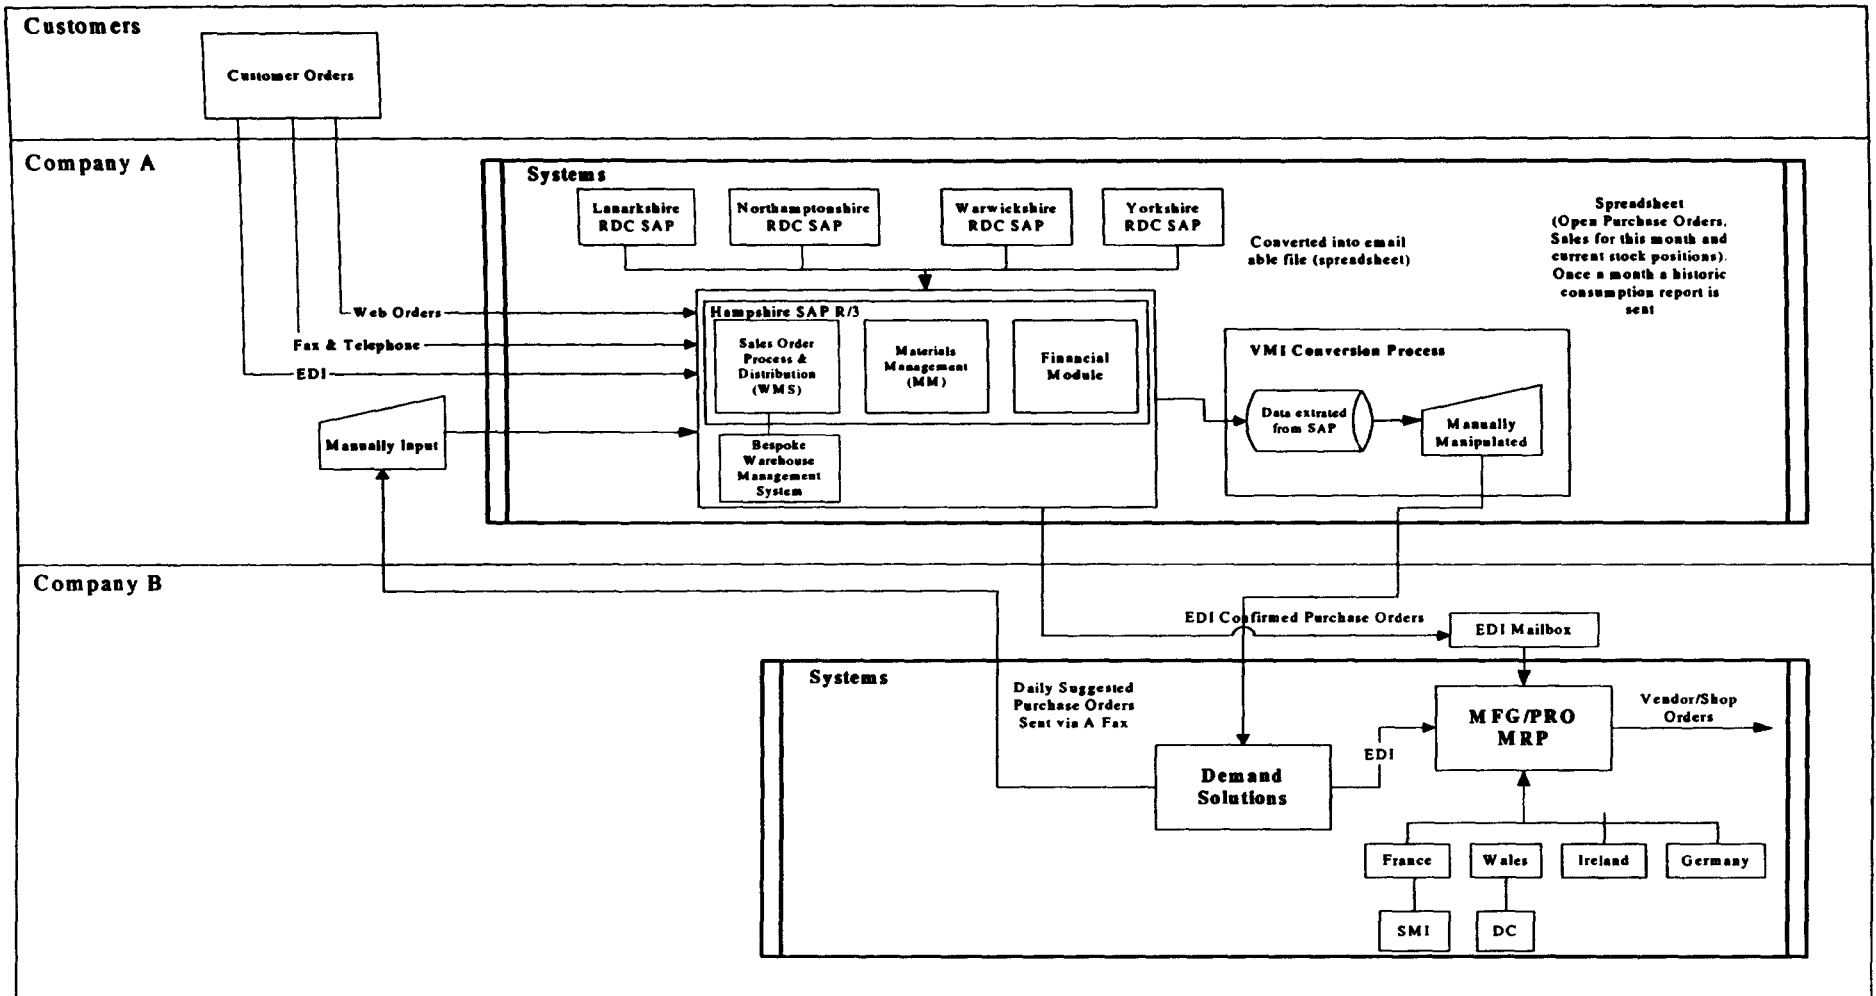 Customers
Customer Orders
Company A
Systems
Lanarkshire
RDC SAP
Northamptonshire
RDC SAP
Warwickshire
RDC SAP
Yorkshire
RDC SAP
Converted into email
able file (spreadsheet)
Spreadsheet
(Open Purchase Orders,
Sales for this month and
current stock positions).
Once a month a historic
consumption report is
sent
Web Orders
Fax & Telephone
EDI
Manually Input
Hampshire SAP R/3
Sales Order
Process &
Distribution
(WMS)
Materials
Management
(MM)
Financial
Module
Bespoke
Warehouse
Management
System
VMI Conversion Process
Data extrated
from SAP
Manually
Manipulated
Company B
EDI Confirmed Purchase Orders
EDI Mailbox
Systems
Daily Suggested
Purchase Orders
Sent via A Fax
MFG/PRO
MRP
Vendor/Shop
Orders
EDI
Demand
Solutions
France
Wales
Ireland
Germany
SMI
DC